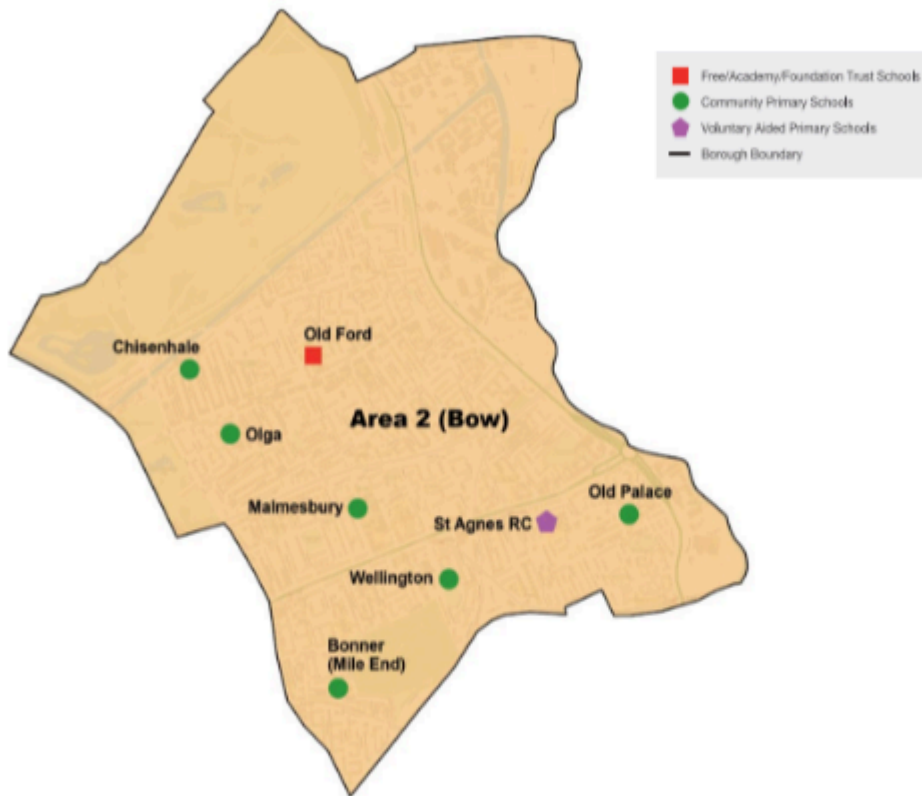 Free/Academy/Foundation Trust Schools
Community Primary Schools
Voluntary Aided Primary Schools
Borough Boundary
Old Ford
Chisenhale
Area 2 (Bow)
Olga
Old Palace
Malmesbury
St Agnes RC
Wellington
Bonner
(Mile End)